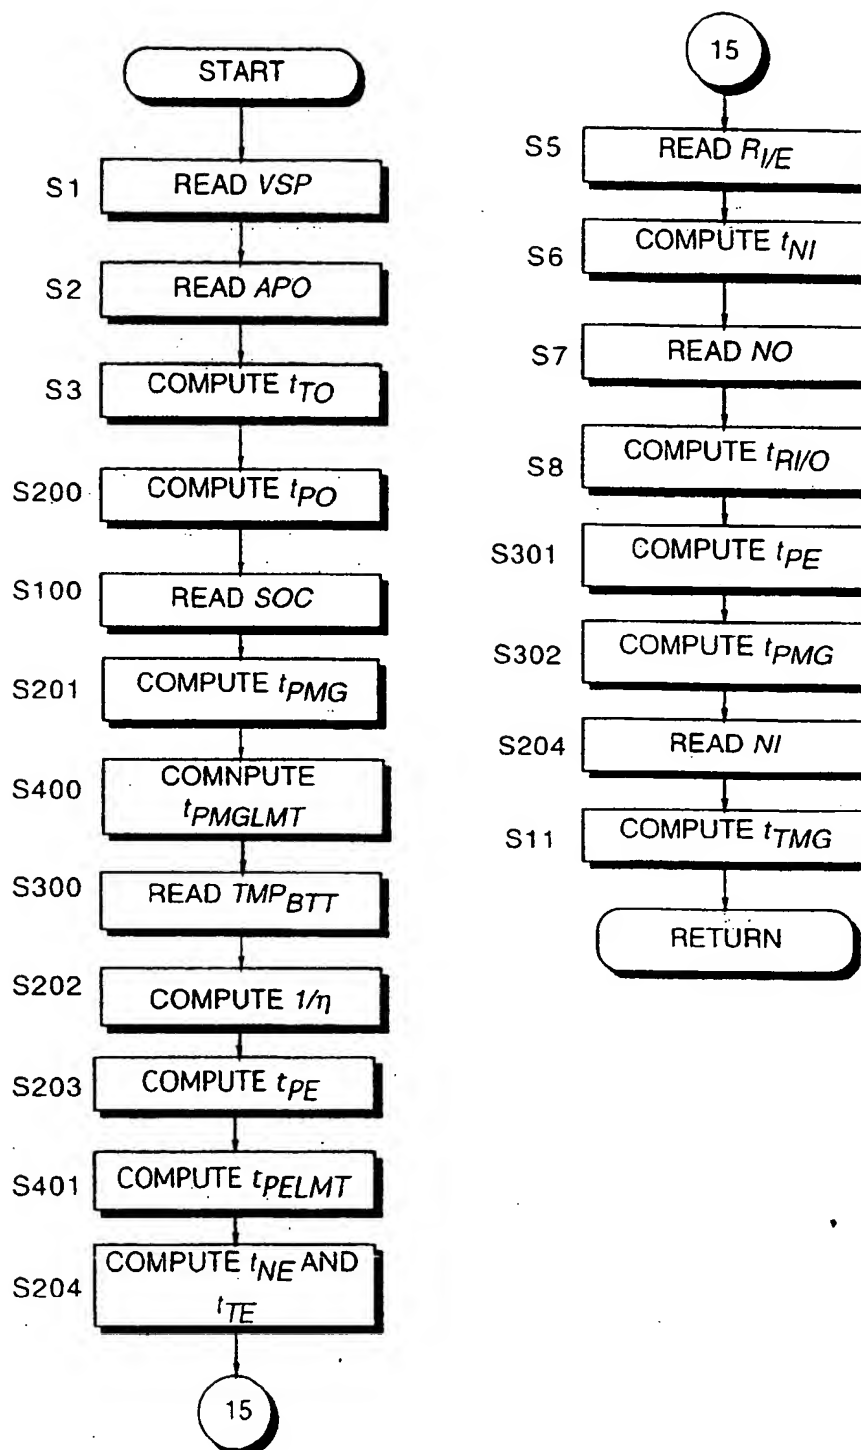 START
S1 READ VSP
S2 READ APO
S3 COMPUTE tTO
S200 COMPUTE tPO
S100 READ SOC
S201 COMPUTE tPMG
S400 COMNPUTE
tPMGLMT
S300 READ TMPBTT
S202 COMPUTE 1/η
S203 COMPUTE tPE
S401 COMPUTE tPELMT
S204 COMPUTE tNE AND
tTE
15
15
S5 READ RI/E
S6 COMPUTE tNI
S7 READ NO
S8 COMPUTE tRI/O
S301 COMPUTE tPE
S302 COMPUTE tPMG
S204 READ NI
S11 COMPUTE tTMG
RETURN